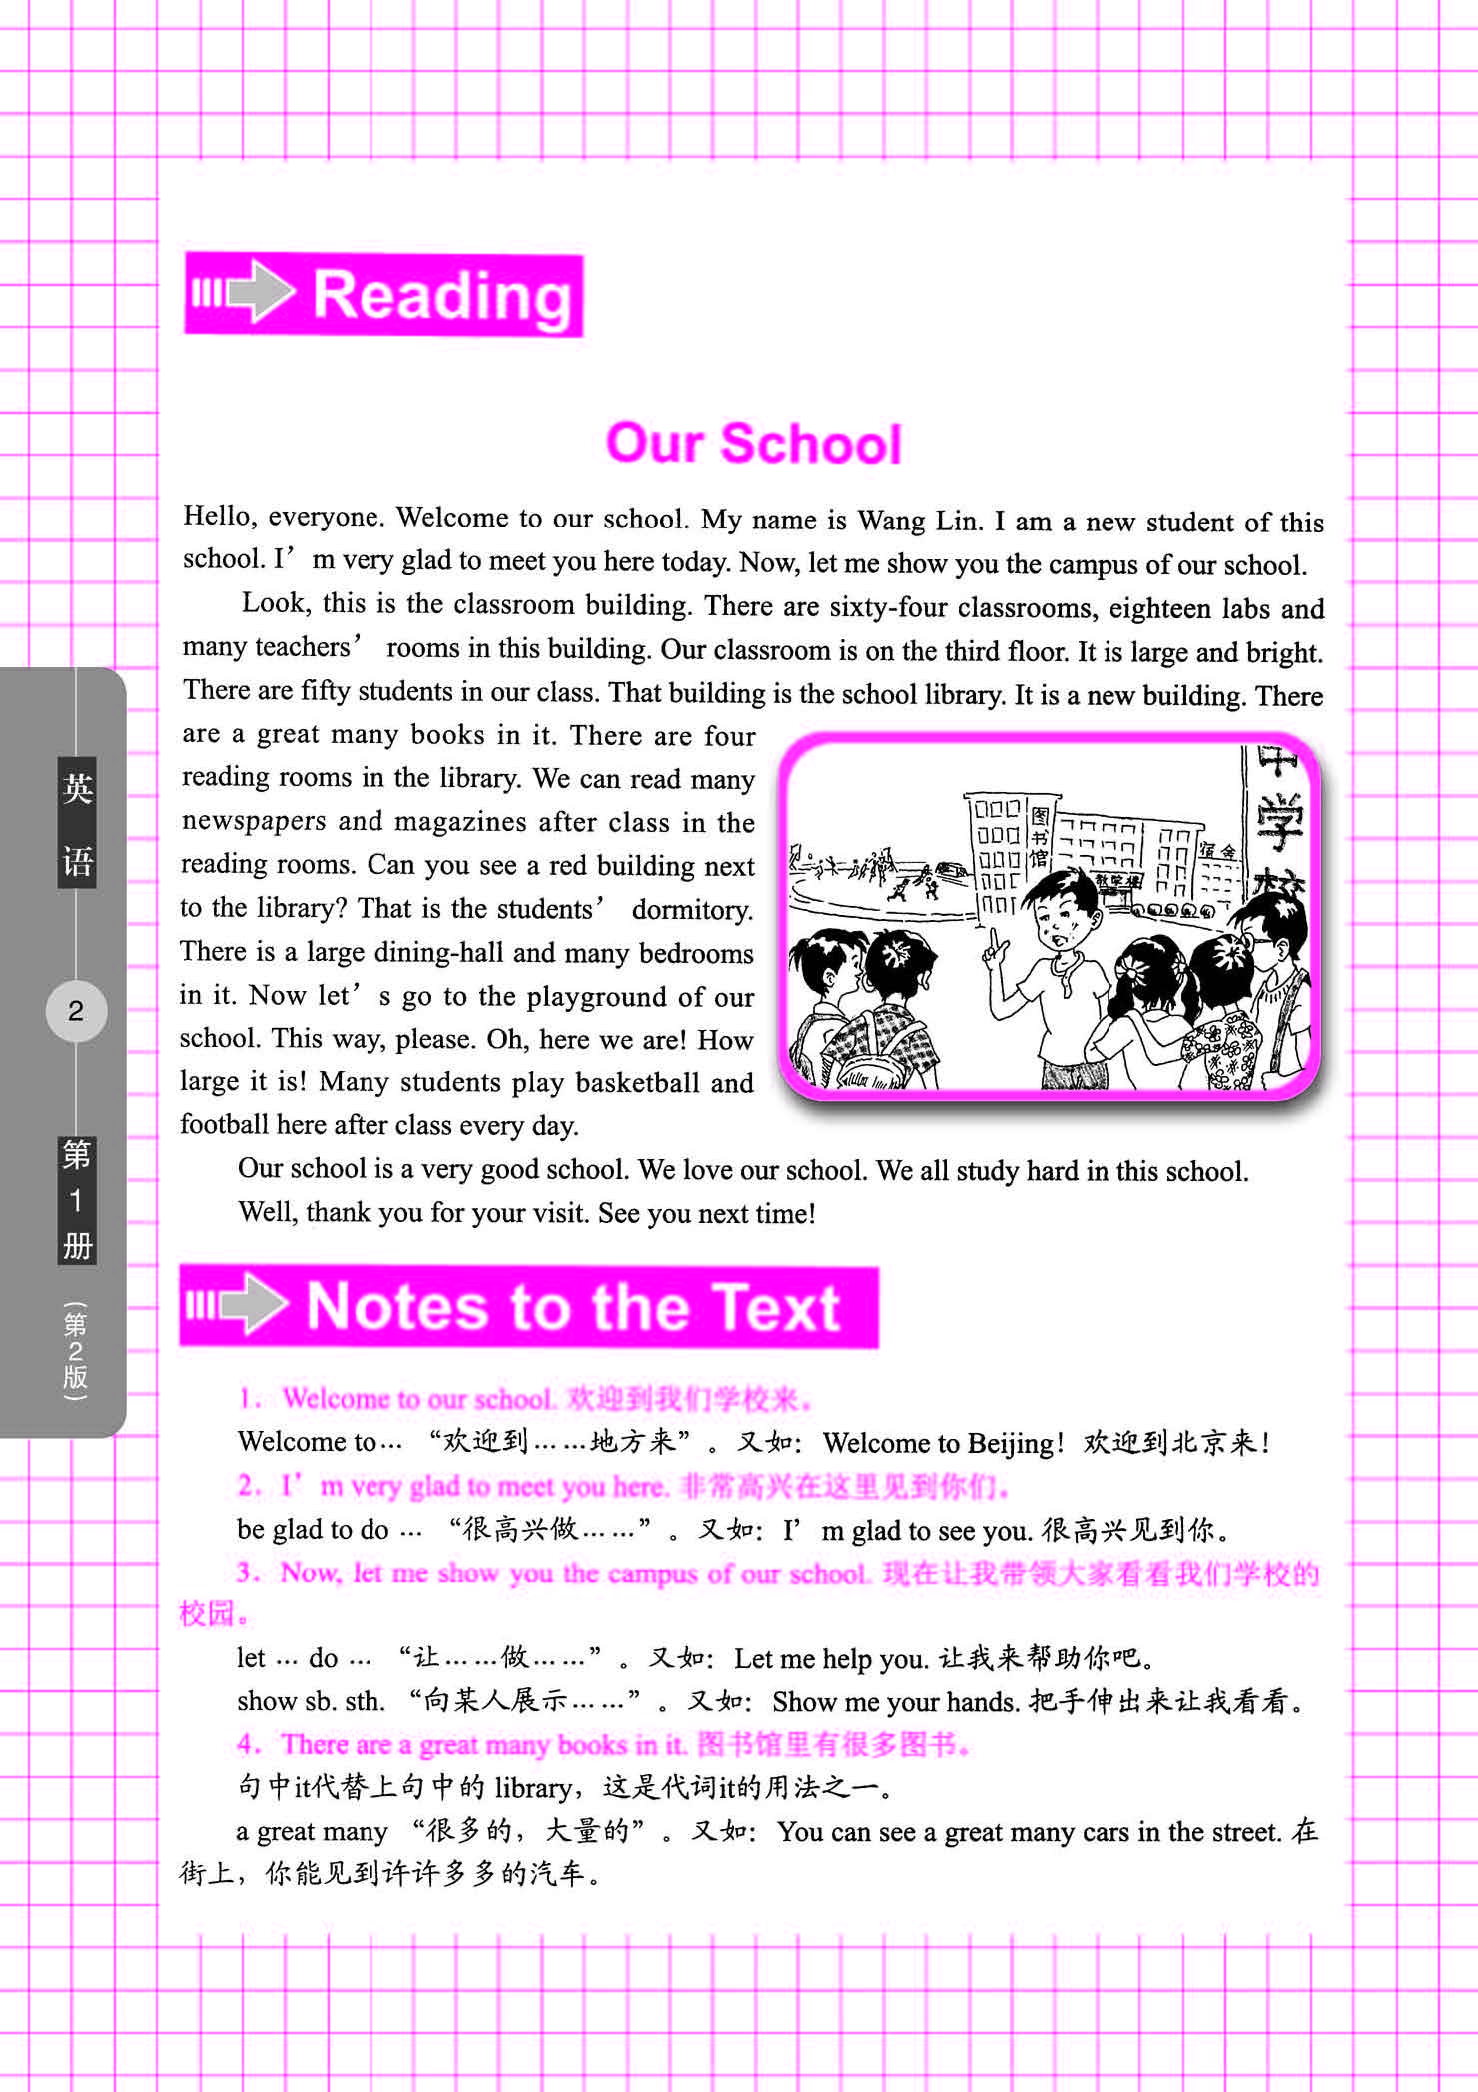 Reading
Our School
Hello, everyone. Welcome to our school. My name is Wang Lin. I am a new student of this
school. I’m very glad to meet you here today. Now, let me show you the campus of our school.
Look, this is the classroom building. There are sixty-four classrooms, eighteen labs and
many teachers’ rooms in this building. Our classroom is on the third floor. It is large and bright.
There are fifty students in our class. That building is the school library. It is a new building. There
are a great many books in it. There are four
reading rooms in the library. We can read many
newspapers and magazines after class in the
reading rooms. Can you see a red building next
to the library? That is the students’ dormitory.
There is a large dining-hall and many bedrooms
in it. Now let’s go to the playground of our
school. This way, please. Oh, here we are! How
large it is! Many students play basketball and
football here after class every day.
中学校
图书馆
教学楼
宿舍
Our school is a very good school. We love our school. We all study hard in this school.
Well, thank you for your visit. See you next time!
Notes to the Text
1. Welcome to our school. 欢迎到我们学校来。
Welcome to… “欢迎到……地方来”。又如：Welcome to Beijing! 欢迎到北京来！
2. I’m very glad to meet you here. 非常高兴在这里见到你们。
be glad to do … “很高兴做……”。又如：I’m glad to see you. 很高兴见到你。
3. Now, let me show you the campus of our school. 现在让我带领大家看看我们学校的
校园。
let … do … “让……做……”。又如：Let me help you. 让我来帮助你吧。
show sb. sth. “向某人展示……”。又如：Show me your hands. 把手伸出来让我看看。
4. There are a great many books in it. 图书馆里有很多图书。
句中it代替上句中的 library，这是代词it的用法之一。
a great many “很多的，大量的”。又如：You can see a great many cars in the street. 在
街上，你能见到许许多多的汽车。
英语
2
第1册
（第2版）